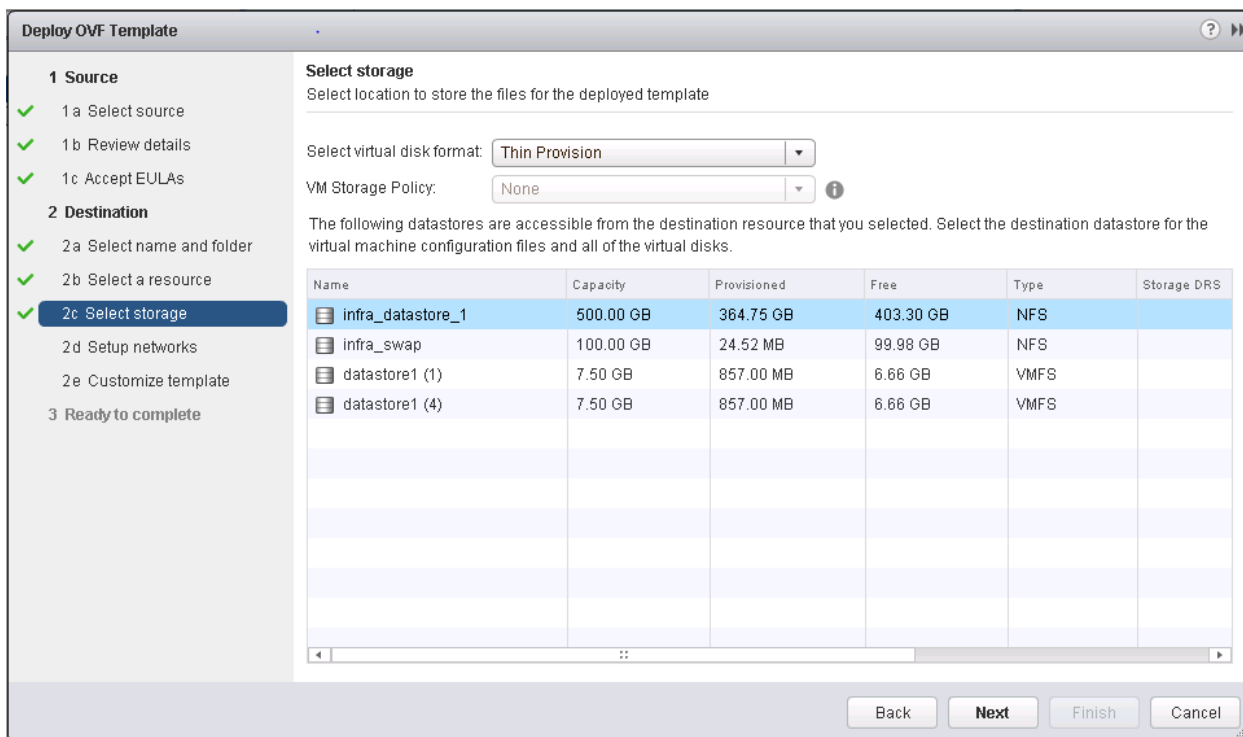 Deploy OVF Template
1 Source
1a Select source
1b Review details
1c Accept EULAs
2 Destination
2a Select name and folder
2b Select a resource
2c Select storage
2d Setup networks
2e Customize template
3 Ready to complete
Select storage
Select location to store the files for the deployed template
Select virtual disk format: Thin Provision
VM Storage Policy: None
The following datastores are accessible from the destination resource that you selected. Select the destination datastore for the
virtual machine configuration files and all of the virtual disks.
Name Capacity Provisioned Free Type Storage DRS
infra_datastore_1 500.00 GB 364.75 GB 403.30 GB NFS
infra_swap 100.00 GB 24.52 MB 99.98 GB NFS
datastore1 (1) 7.50 GB 857.00 MB 6.66 GB VMFS
datastore1 (4) 7.50 GB 857.00 MB 6.66 GB VMFS
Back Next Finish Cancel